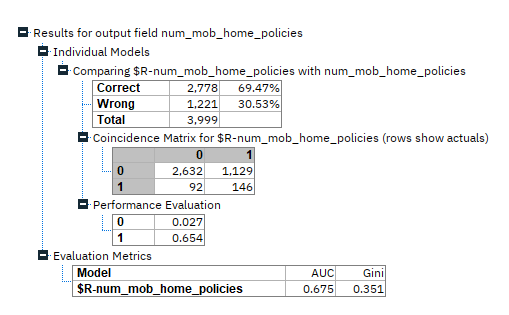 Results for output field num_mob_home_policies
Individual Models
Comparing $R-num_mob_home_policies with num_mob_home_policies
Correct 2,778 69.47%
Wrong 1,221 30.53%
Total 3,999
Coincidence Matrix for $R-num_mob_home_policies (rows show actuals)
0 1
0 2,632 1,129
1 92 146
Performance Evaluation
0 0.027
1 0.654
Evaluation Metrics
Model AUC Gini
$R-num_mob_home_policies 0.675 0.351